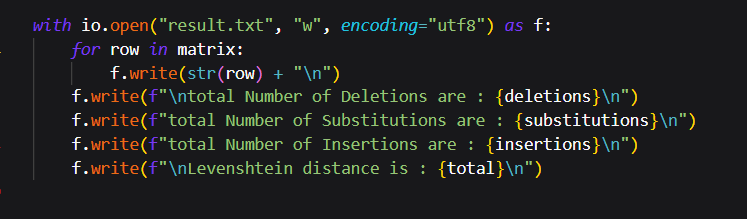 with io.open("result.txt", "w", encoding="utf8") as f:
    for row in matrix:
        f.write(str(row) + "\n")
    f.write(f"\ntotal Number of Deletions are : {deletions}\n")
    f.write(f"total Number of Substitutions are : {substitutions}\n")
    f.write(f"total Number of Insertions are : {insertions}\n")
    f.write(f"\nLevenshtein distance is : {total}\n")